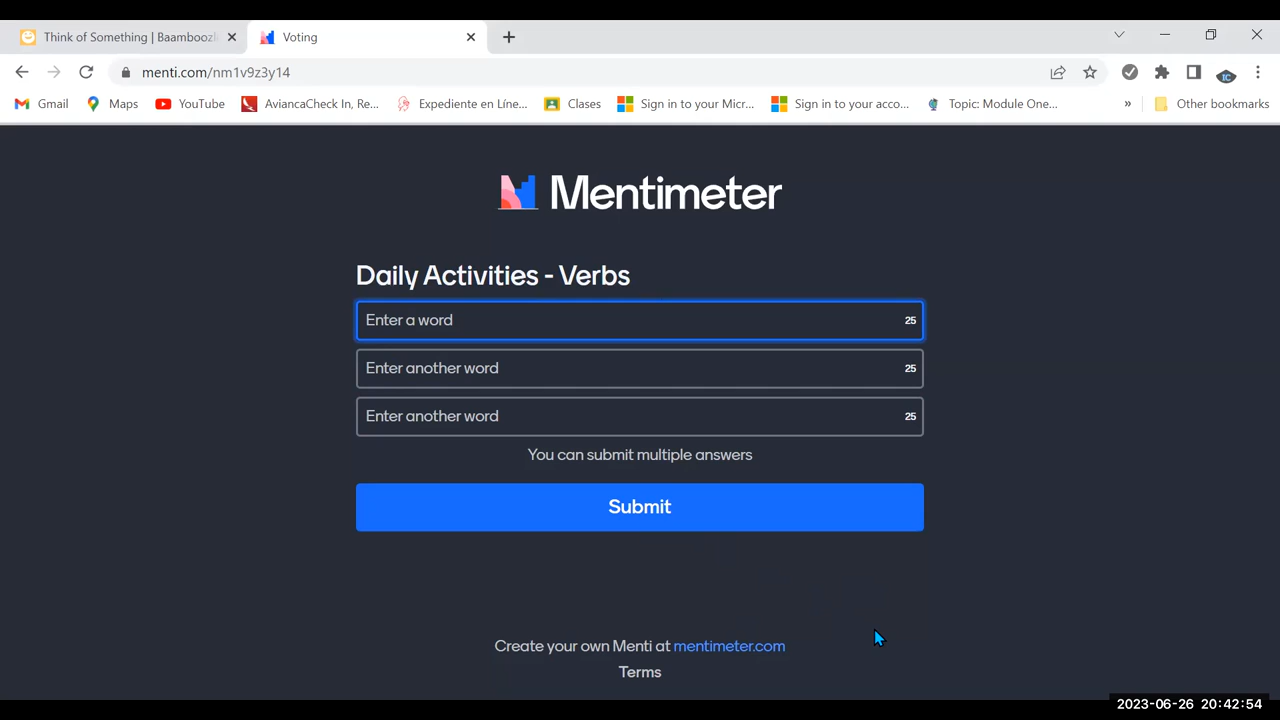 Think of Something | Baamboozl
Voting
menti.com/nm1v9z3y14
IC
Gmail
Maps
YouTube
AviancaCheck In, Re...
Expediente en Líne...
Clases
Sign in to your Micr...
Sign in to your acco...
Topic: Module One...
»
Other bookmarks
Mentimeter
Daily Activities - Verbs
Enter a word 25
Enter another word 25
Enter another word 25
You can submit multiple answers
Submit
Create your own Menti at mentimeter.com
Terms
2023-06-26 20:42:54